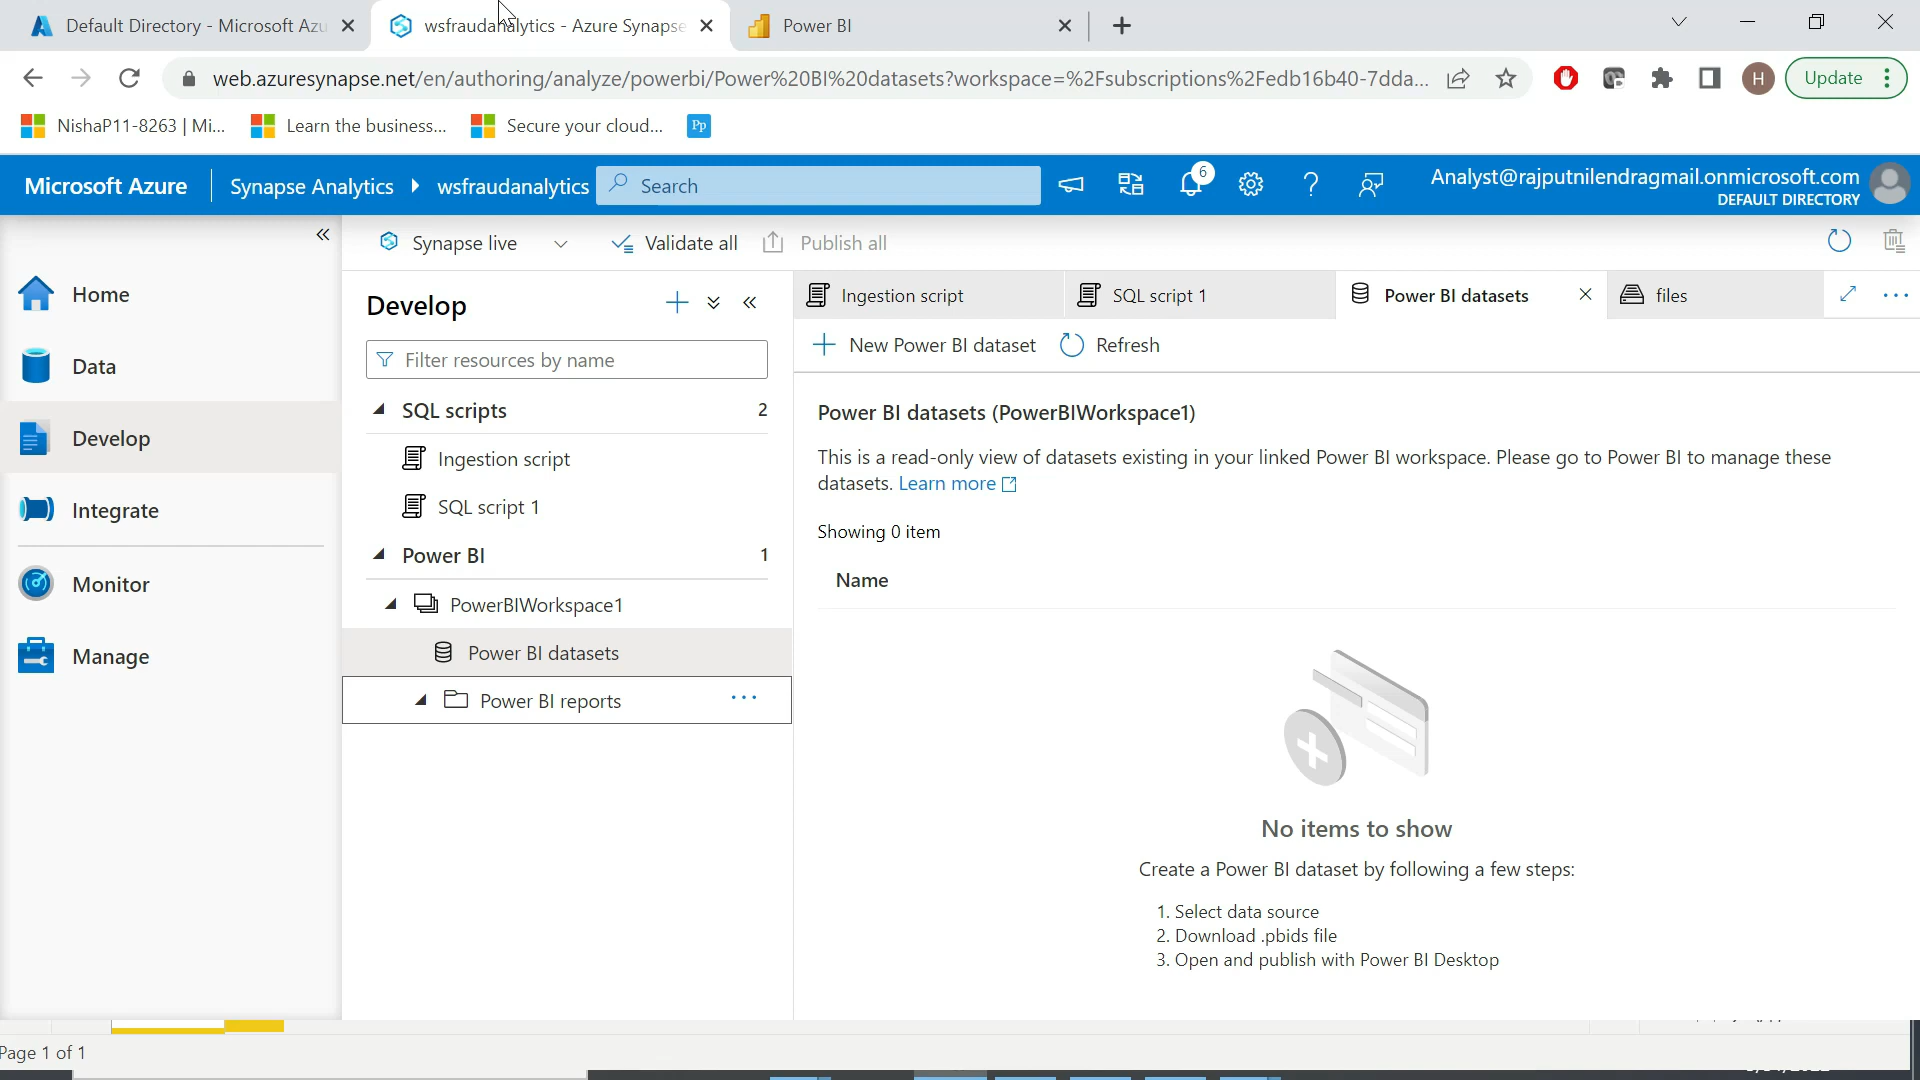 Default Directory - Microsoft Azu
wsfraudanalytics - Azure Synapse
Power BI
web.azuresynapse.net/en/authoring/analyze/powerbi/Power%20BI%20datasets?workspace=%2Fsubscriptions%2Fedb16b40-7dda...
H
Update
NishaP11-8263 | Mi...
Learn the business...
Secure your cloud...
Pp
Microsoft Azure
Synapse Analytics
wsfraudanalytics
Search
6
Analyst@rajputnilendragmail.onmicrosoft.com
DEFAULT DIRECTORY
Synapse live
Validate all
Publish all
Home
Data
Develop
Integrate
Monitor
Manage
Develop
Filter resources by name
SQL scripts 2
Ingestion script
SQL script 1
Power BI 1
PowerBIWorkspace1
Power BI datasets
Power BI reports
Ingestion script
SQL script 1
Power BI datasets
files
New Power BI dataset
Refresh
Power BI datasets (PowerBIWorkspace1)
This is a read-only view of datasets existing in your linked Power BI workspace. Please go to Power BI to manage these
datasets. Learn more
Showing 0 item
Name
No items to show
Create a Power BI dataset by following a few steps:
1. Select data source
2. Download .pbids file
3. Open and publish with Power BI Desktop
Page 1 of 1